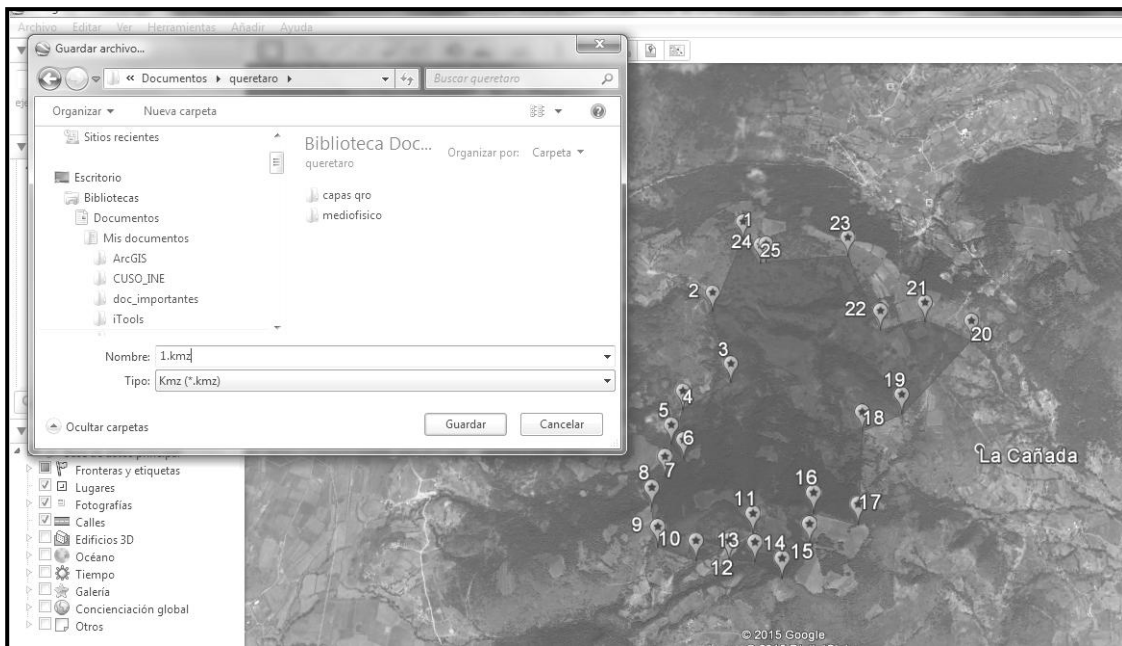 Archivo Editar Ver Herramientas Añadir Ayuda
Guardar archivo...
« Documentos queretaro
Buscar queretaro
Organizar
Nueva carpeta
Sitios recientes
Escritorio
Bibliotecas
Documentos
Mis documentos
ArcGIS
CUSO_INE
doc_importantes
iTools
Biblioteca Doc...
queretaro
Organizar por: Carpeta
capas qro
mediofisico
Nombre: 1.kmz
Tipo: Kmz (*.kmz)
Ocultar carpetas
Guardar
Cancelar
Fronteras y etiquetas
Lugares
Fotografías
Calles
Edificios 3D
Océano
Tiempo
Galería
Concienciación global
Otros
1
24
25
23
2
22
21
20
3
4
19
18
5
6
7
La Cañada
8
16
17
11
9
10
13
14
15
12
© 2015 Google